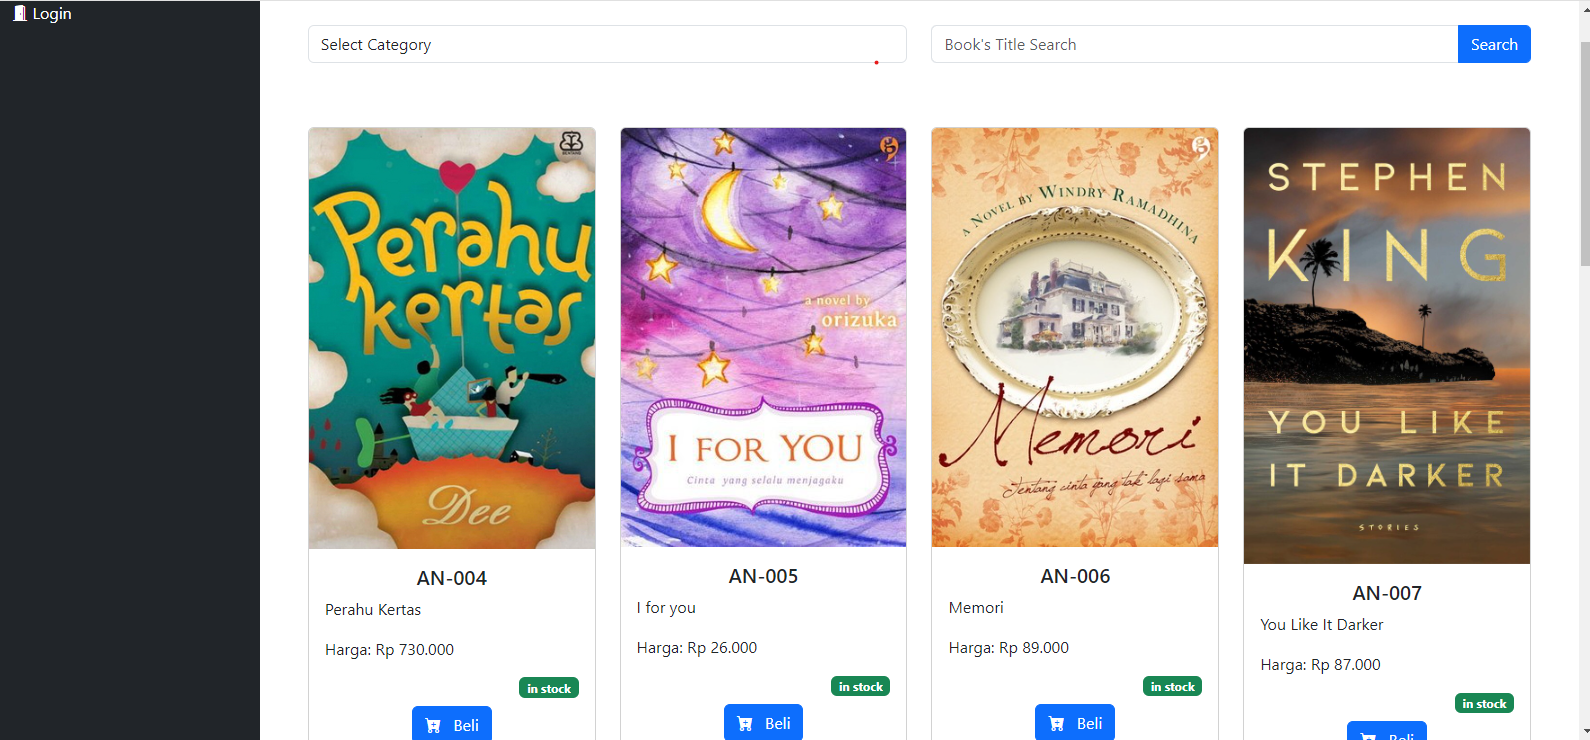 Login
Select Category
Book's Title Search
Search
BENTANG
Perahu
kertas
Dee
AN-004
Perahu Kertas
Harga: Rp 730.000
in stock
Beli
a novel by
orizuka
I FOR YOU
Cinta yang selalu menjagaku
AN-005
I for you
Harga: Rp 26.000
in stock
Beli
A NOVEL BY WINDRY RAMADHINA
Memori
Tentang cinta yang tak lagi sama
AN-006
Memori
Harga: Rp 89.000
in stock
Beli
STEPHEN
KING
YOU LIKE
IT DARKER
STORIES
AN-007
You Like It Darker
Harga: Rp 87.000
in stock
Beli